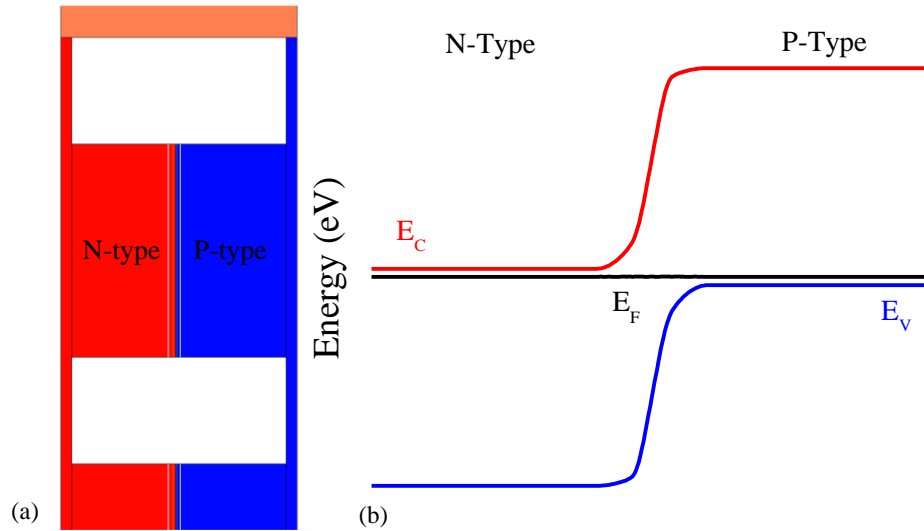 N-type
P-type
(a)
N-Type
P-Type
Energy (eV)
E_C
E_F
E_V
(b)